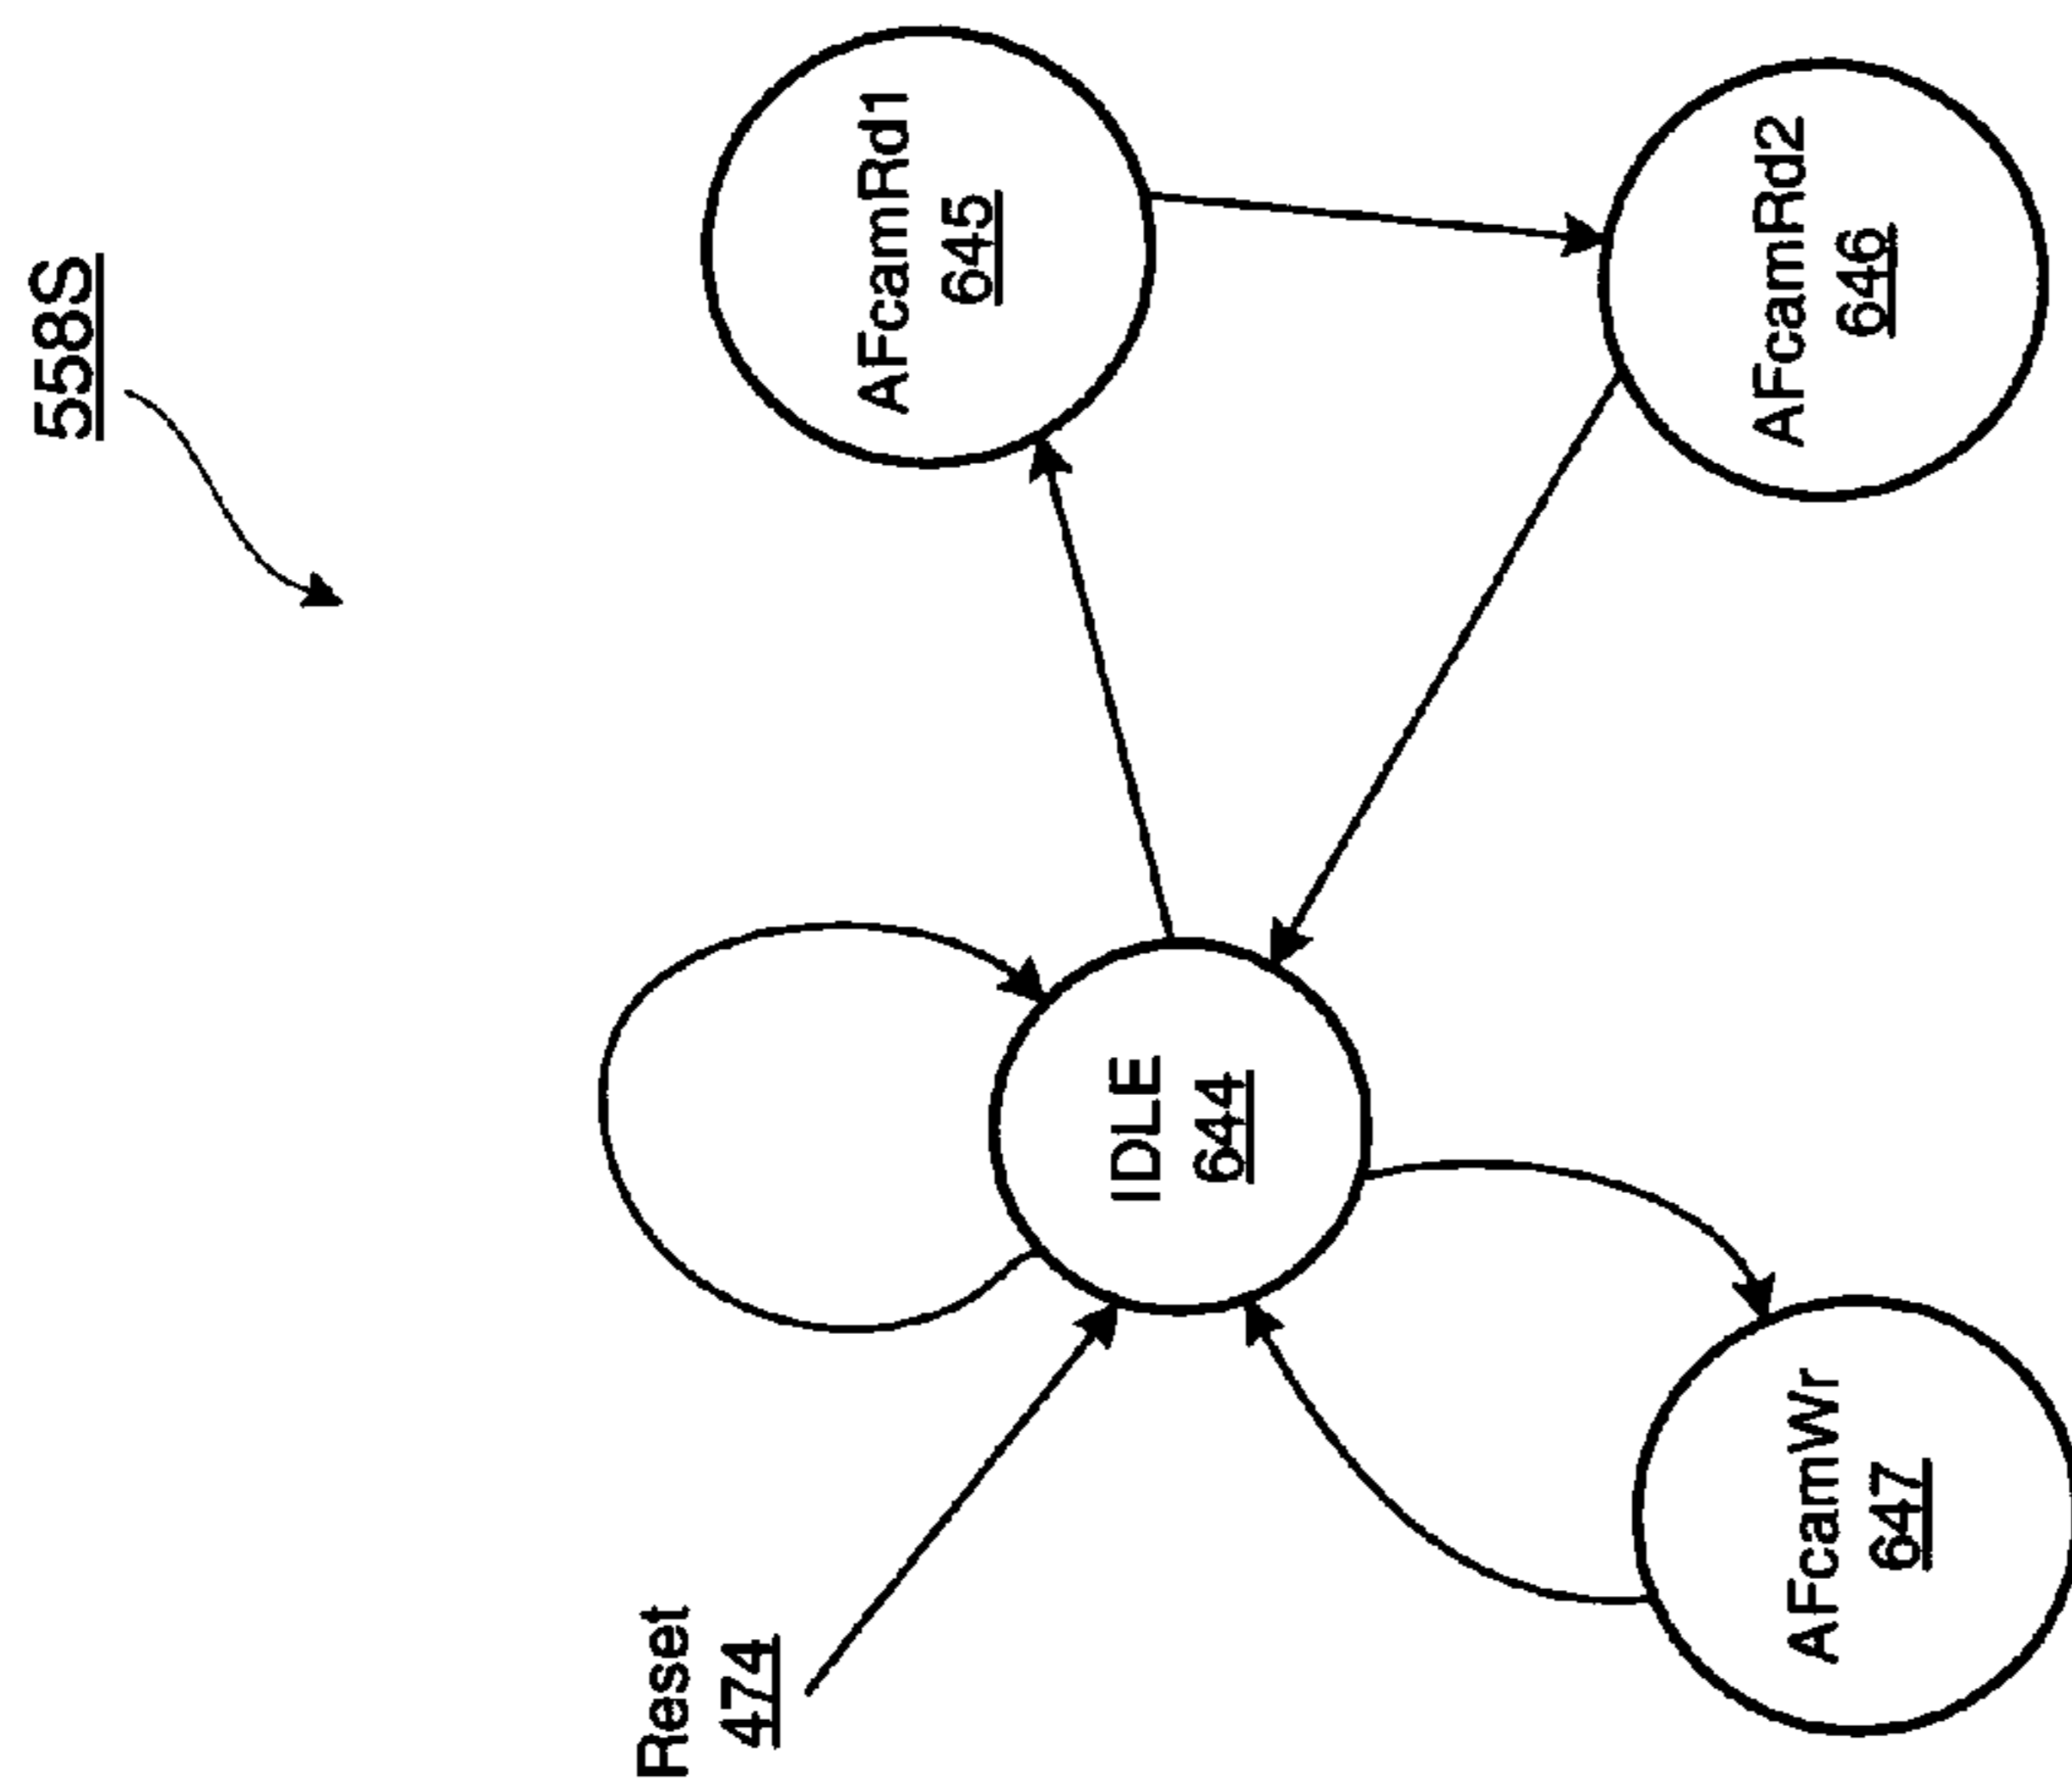 558S
Reset
474
IDLE
644
AFcamRd1
645
AFcamRd2
646
AFcamWr
647